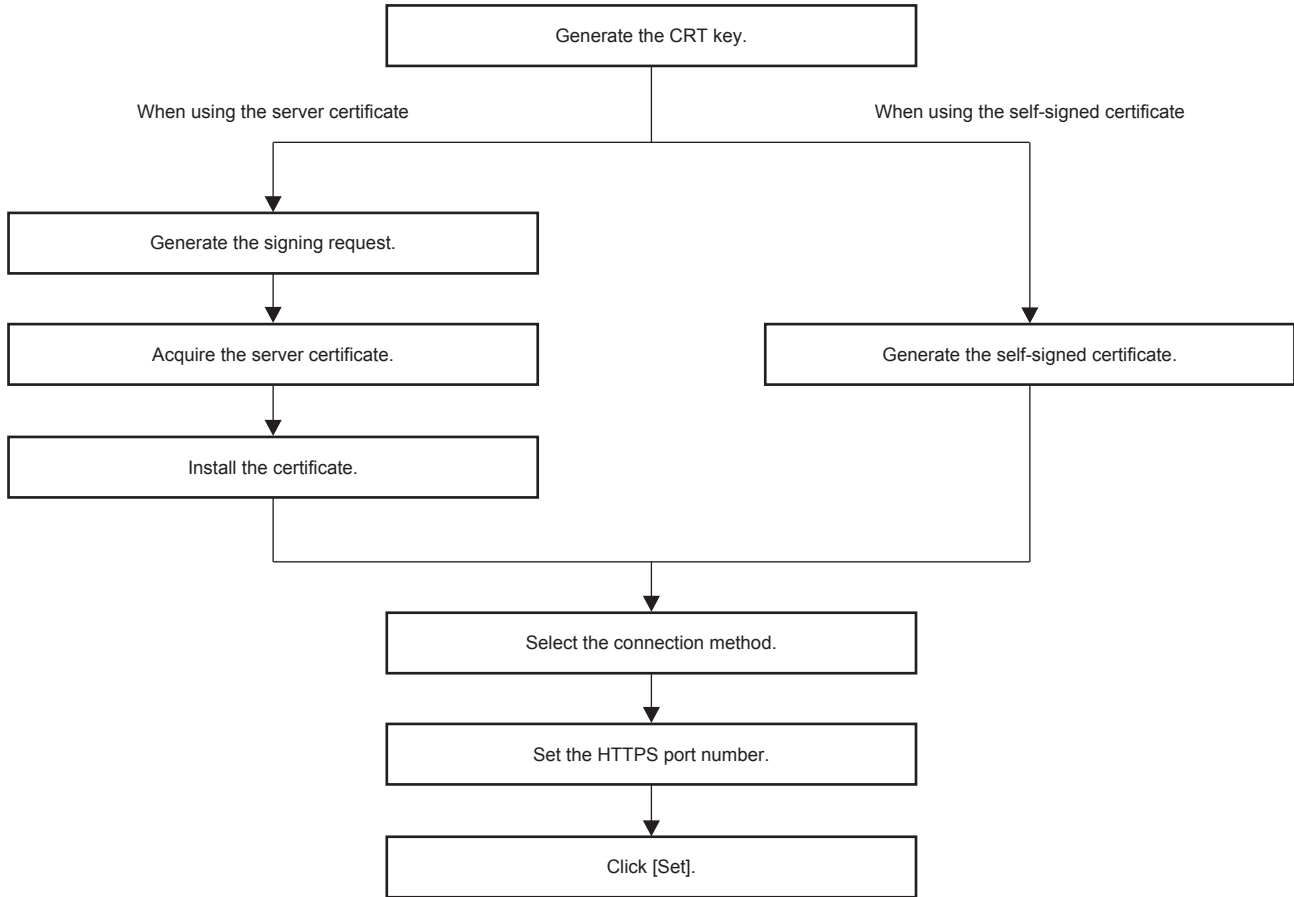 Generate the CRT key.
When using the server certificate
When using the self-signed certificate
Generate the signing request.
Acquire the server certificate.
Generate the self-signed certificate.
Install the certificate.
Select the connection method.
Set the HTTPS port number.
Click [Set].